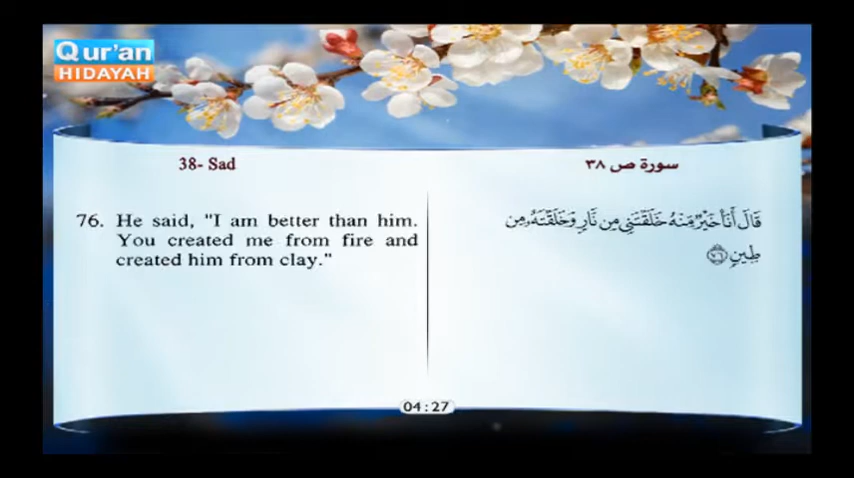 Qur'an
HIDAYAH
38- Sad
سورة ص ٣٨
76. He said, "I am better than him.
You created me from fire and
created him from clay."
قَالَ أَنَا۠ خَيْرٌ مِّنْهُ خَلَقْتَنِي مِن نَّارٍ وَخَلَقْتَهُۥ مِن
طِينٍ ٧٦
04:27